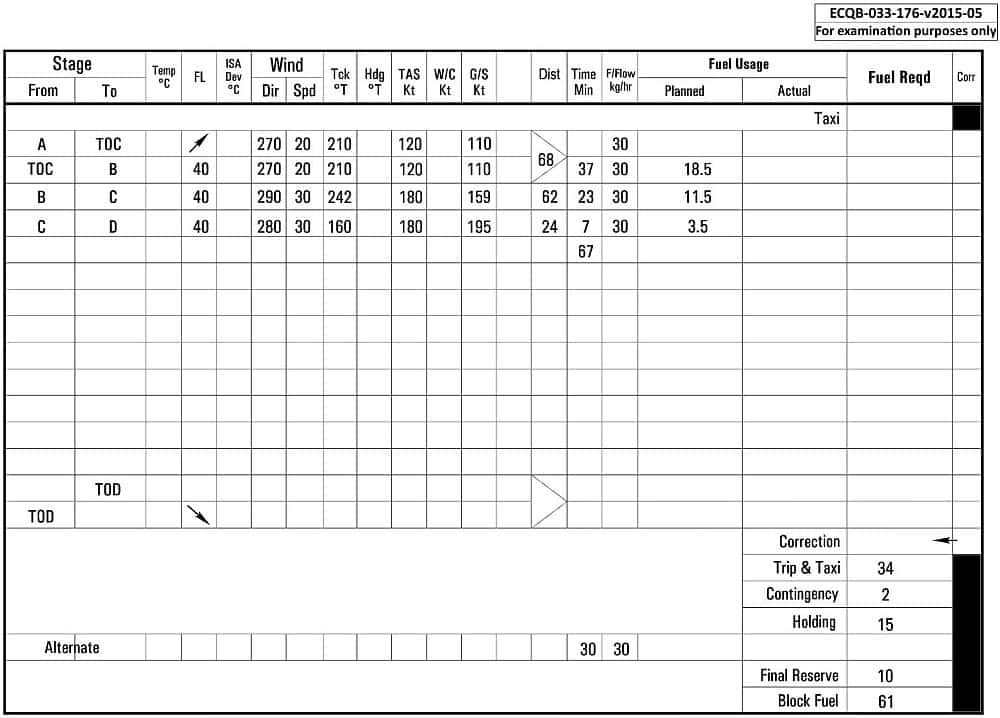 ECQB-033-176-v2015-05
For examination purposes only
Stage Temp °C FL ISA Dev °C Wind Tck °T Hdg °T TAS Kt W/C Kt G/S Kt Dist Time Min F/Flow kg/hr Fuel Usage Fuel Reqd Corr
From To Dir Spd Planned Actual
Taxi
A TOC 270 20 210 120 110 68 30
TOC B 40 270 20 210 120 110 37 30 18.5
B C 40 290 30 242 180 159 62 23 30 11.5
C D 40 280 30 160 180 195 24 7 30 3.5
67
TOD
TOD
Correction
Trip & Taxi 34
Contingency 2
Holding 15
Alternate 30 30
Final Reserve 10
Block Fuel 61